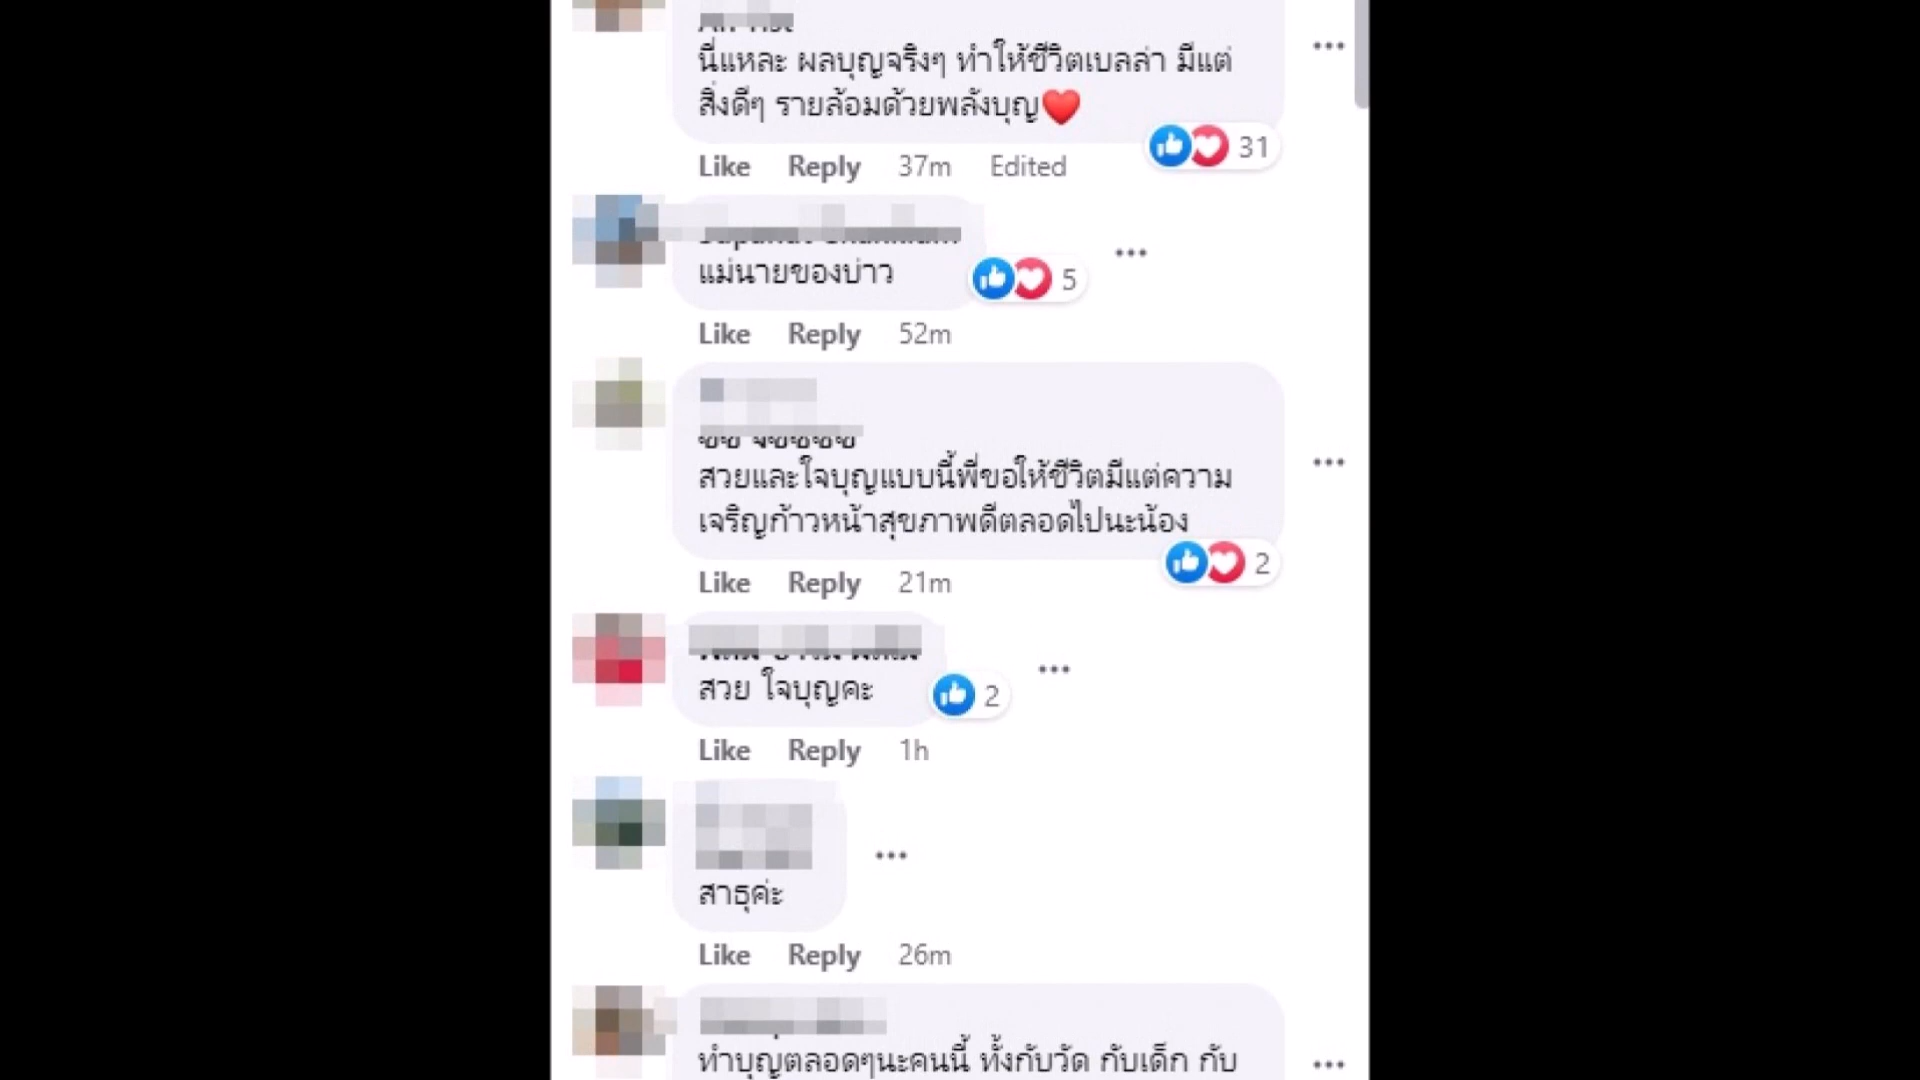 นี่แหละ ผลบุญจริงๆ ทำให้ชีวิตเบลล่า มีแต่
สิ่งดีๆ รายล้อมด้วยพลังบุญ
31
Like Reply 37m Edited
แม่นายของบ่าว
5
Like Reply 52m
สวยและใจบุญแบบนี้พี่ขอให้ชีวิตมีแต่ความ
เจริญก้าวหน้าสุขภาพดีตลอดไปนะน้อง
2
Like Reply 21m
สวย ใจบุญคะ
2
Like Reply 1h
สาธุค่ะ
Like Reply 26m
ทำบุญตลอดๆนะคนนี้ ทั้งกับวัด กับเด็ก กับ